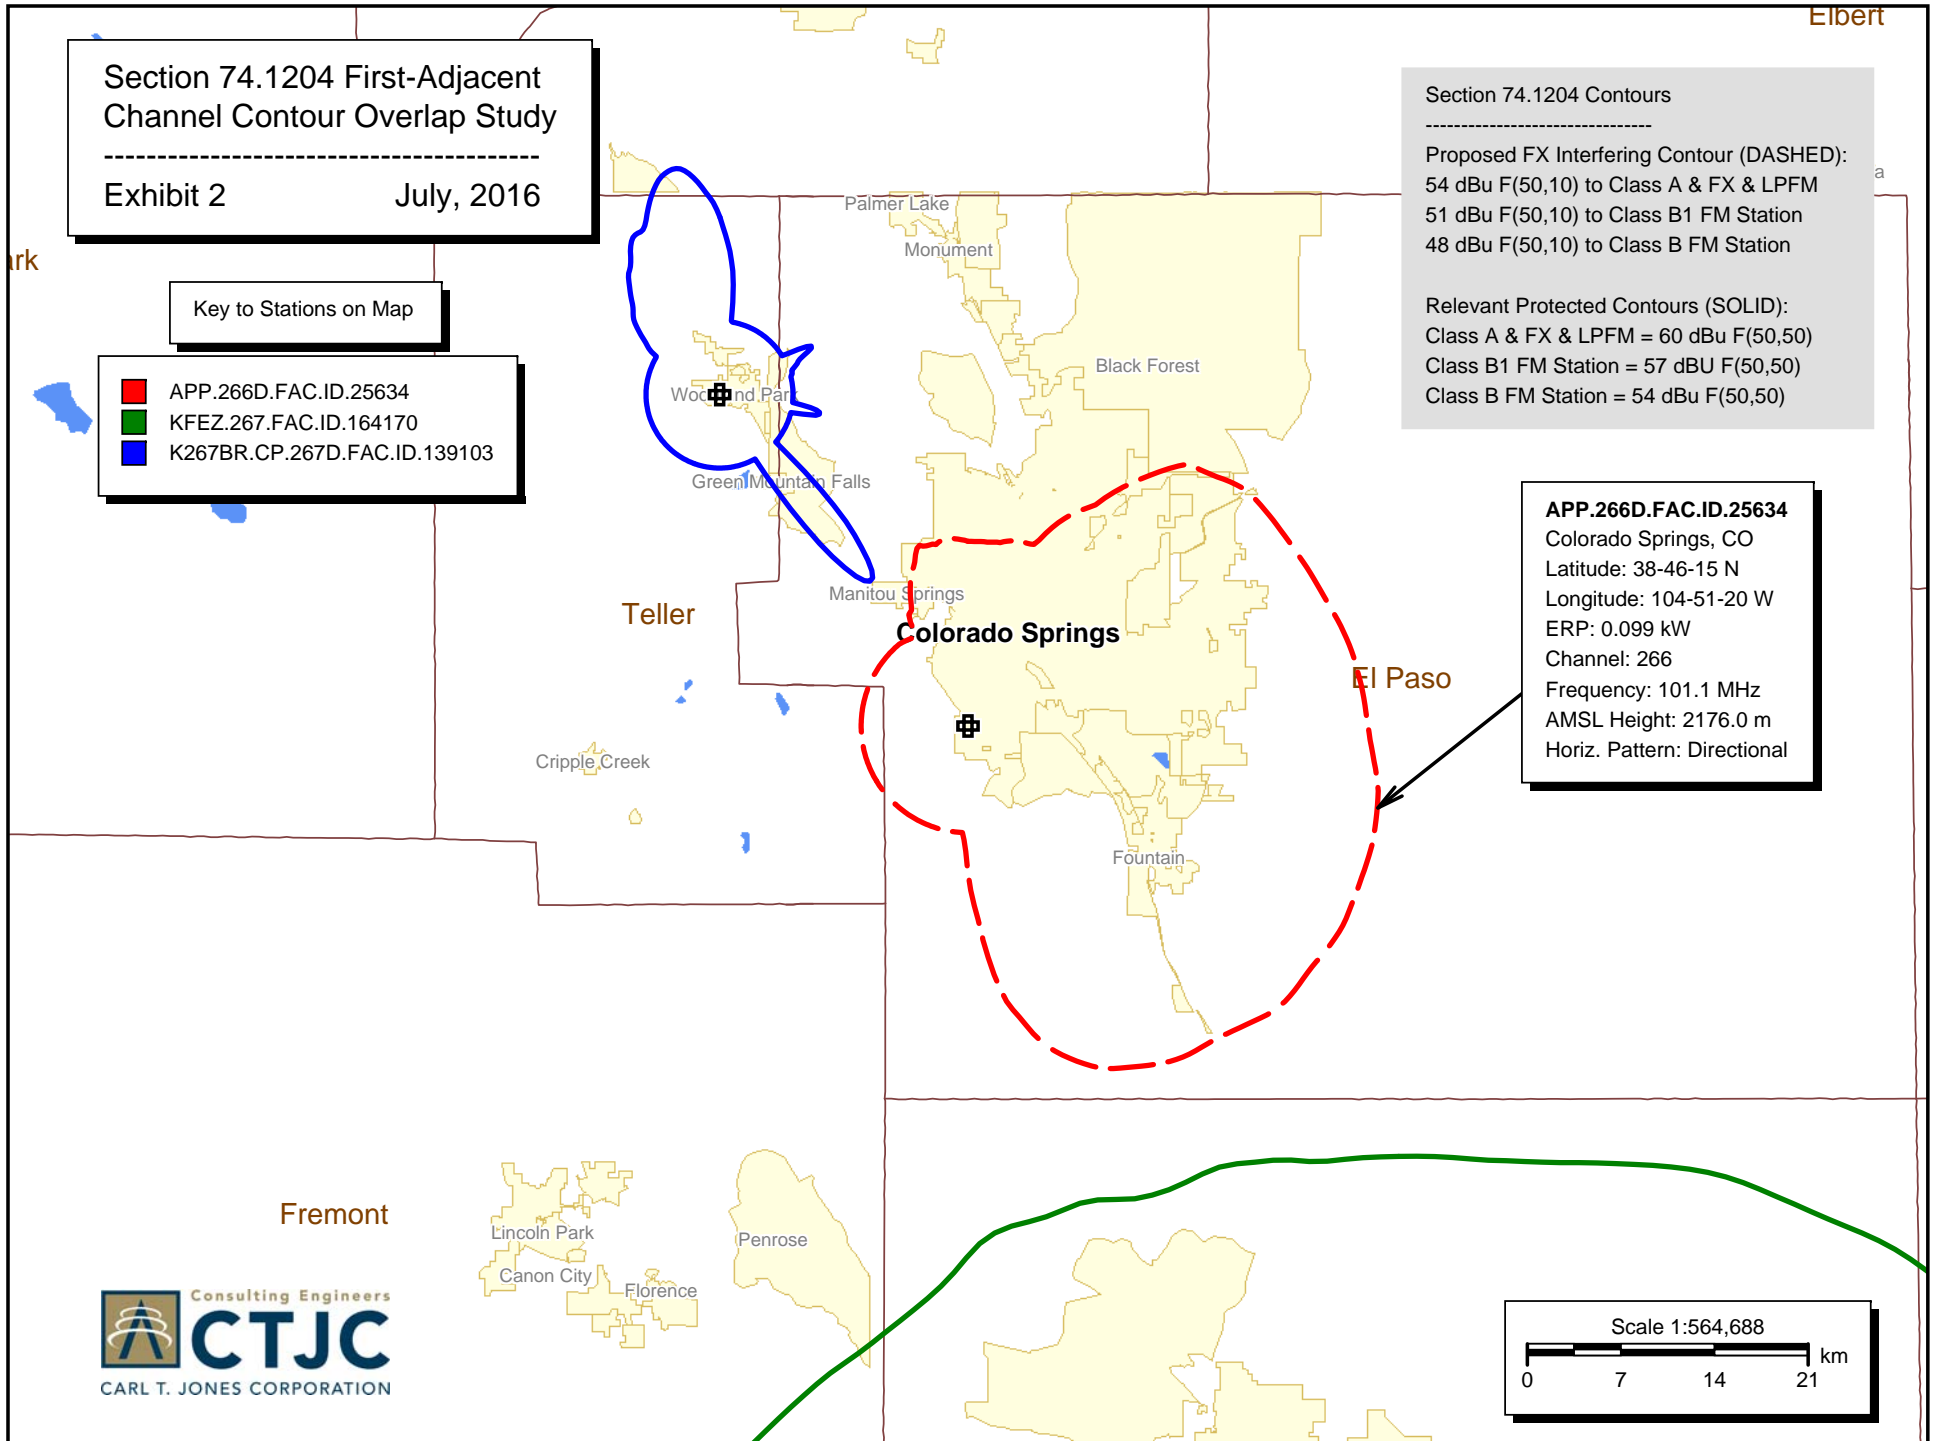 Elbert
Section 74.1204 First-Adjacent
Channel Contour Overlap Study
-----------------------------------------
Exhibit 2 July, 2016
Section 74.1204 Contours
--------------------------------
Proposed FX Interfering Contour (DASHED):
54 dBu F(50,10) to Class A & FX & LPFM
51 dBu F(50,10) to Class B1 FM Station
48 dBu F(50,10) to Class B FM Station
Relevant Protected Contours (SOLID):
Class A & FX & LPFM = 60 dBu F(50,50)
Class B1 FM Station = 57 dBU F(50,50)
Class B FM Station = 54 dBu F(50,50)
a
ark
Key to Stations on Map
APP.266D.FAC.ID.25634
KFEZ.267.FAC.ID.164170
K267BR.CP.267D.FAC.ID.139103
Palmer Lake
Monument
Black Forest
Woodland Park
Green Mountain Falls
Manitou Springs
Colorado Springs
Teller
El Paso
Cripple Creek
Fountain
APP.266D.FAC.ID.25634
Colorado Springs, CO
Latitude: 38-46-15 N
Longitude: 104-51-20 W
ERP: 0.099 kW
Channel: 266
Frequency: 101.1 MHz
AMSL Height: 2176.0 m
Horiz. Pattern: Directional
Fremont
Lincoln Park
Canon City
Florence
Penrose
Consulting Engineers
CTJC
CARL T. JONES CORPORATION
Scale 1:564,688
km
0 7 14 21